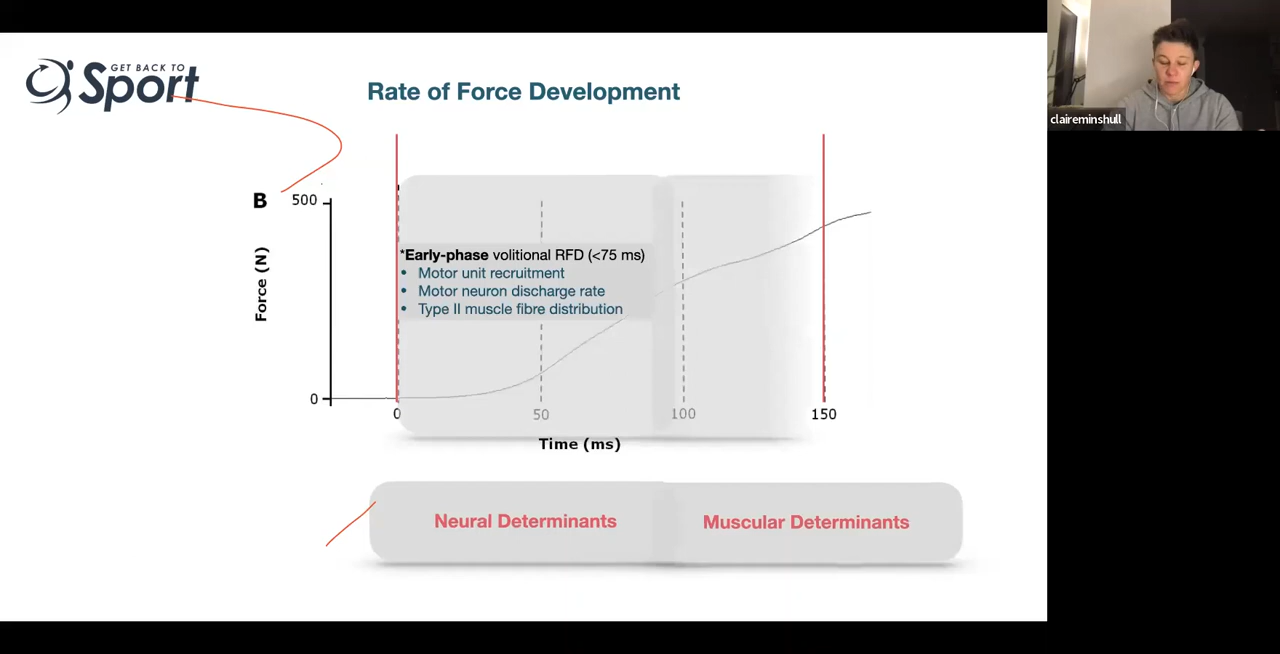 GET BACK TO
Sport
Rate of Force Development
claireminshull
B
500
Force (N)
*Early-phase volitional RFD (<75 ms)
• Motor unit recruitment
• Motor neuron discharge rate
• Type II muscle fibre distribution
0
0 50 100 150
Time (ms)
Neural Determinants
Muscular Determinants